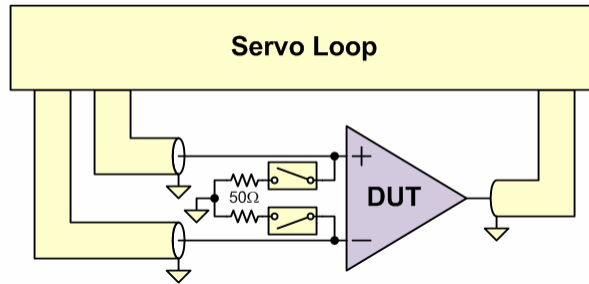 Servo Loop
+
50Ω
DUT
−